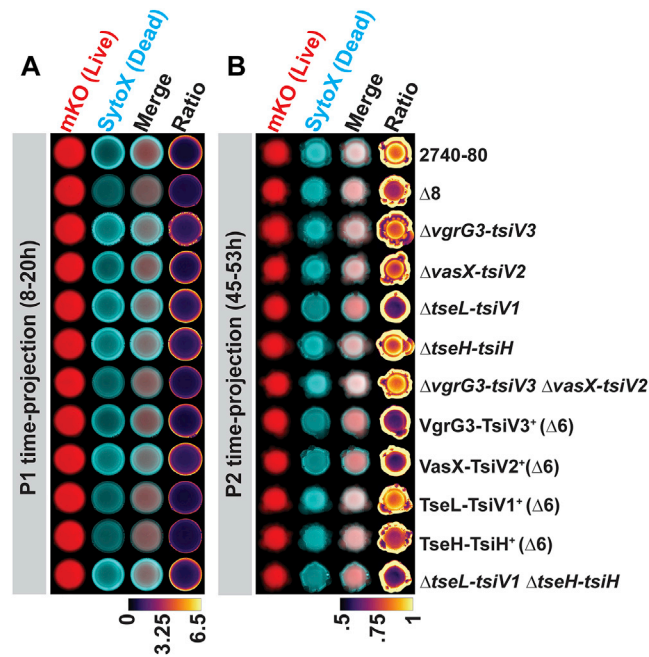 A
mKO (Live)
SytoX (Dead)
Merge
Ratio
B
mKO (Live)
SytoX (Dead)
Merge
Ratio
P1 time-projection (8-20h)
P2 time-projection (45-53h)
2740-80
Δ8
ΔvgrG3-tsiV3
ΔvasX-tsiV2
ΔtseL-tsiV1
ΔtseH-tsiH
ΔvgrG3-tsiV3 ΔvasX-tsiV2
VgrG3-TsiV3⁺ (Δ6)
VasX-TsiV2⁺(Δ6)
TseL-TsiV1⁺ (Δ6)
TseH-TsiH⁺ (Δ6)
ΔtseL-tsiV1 ΔtseH-tsiH
0
3.25
6.5
.5
.75
1